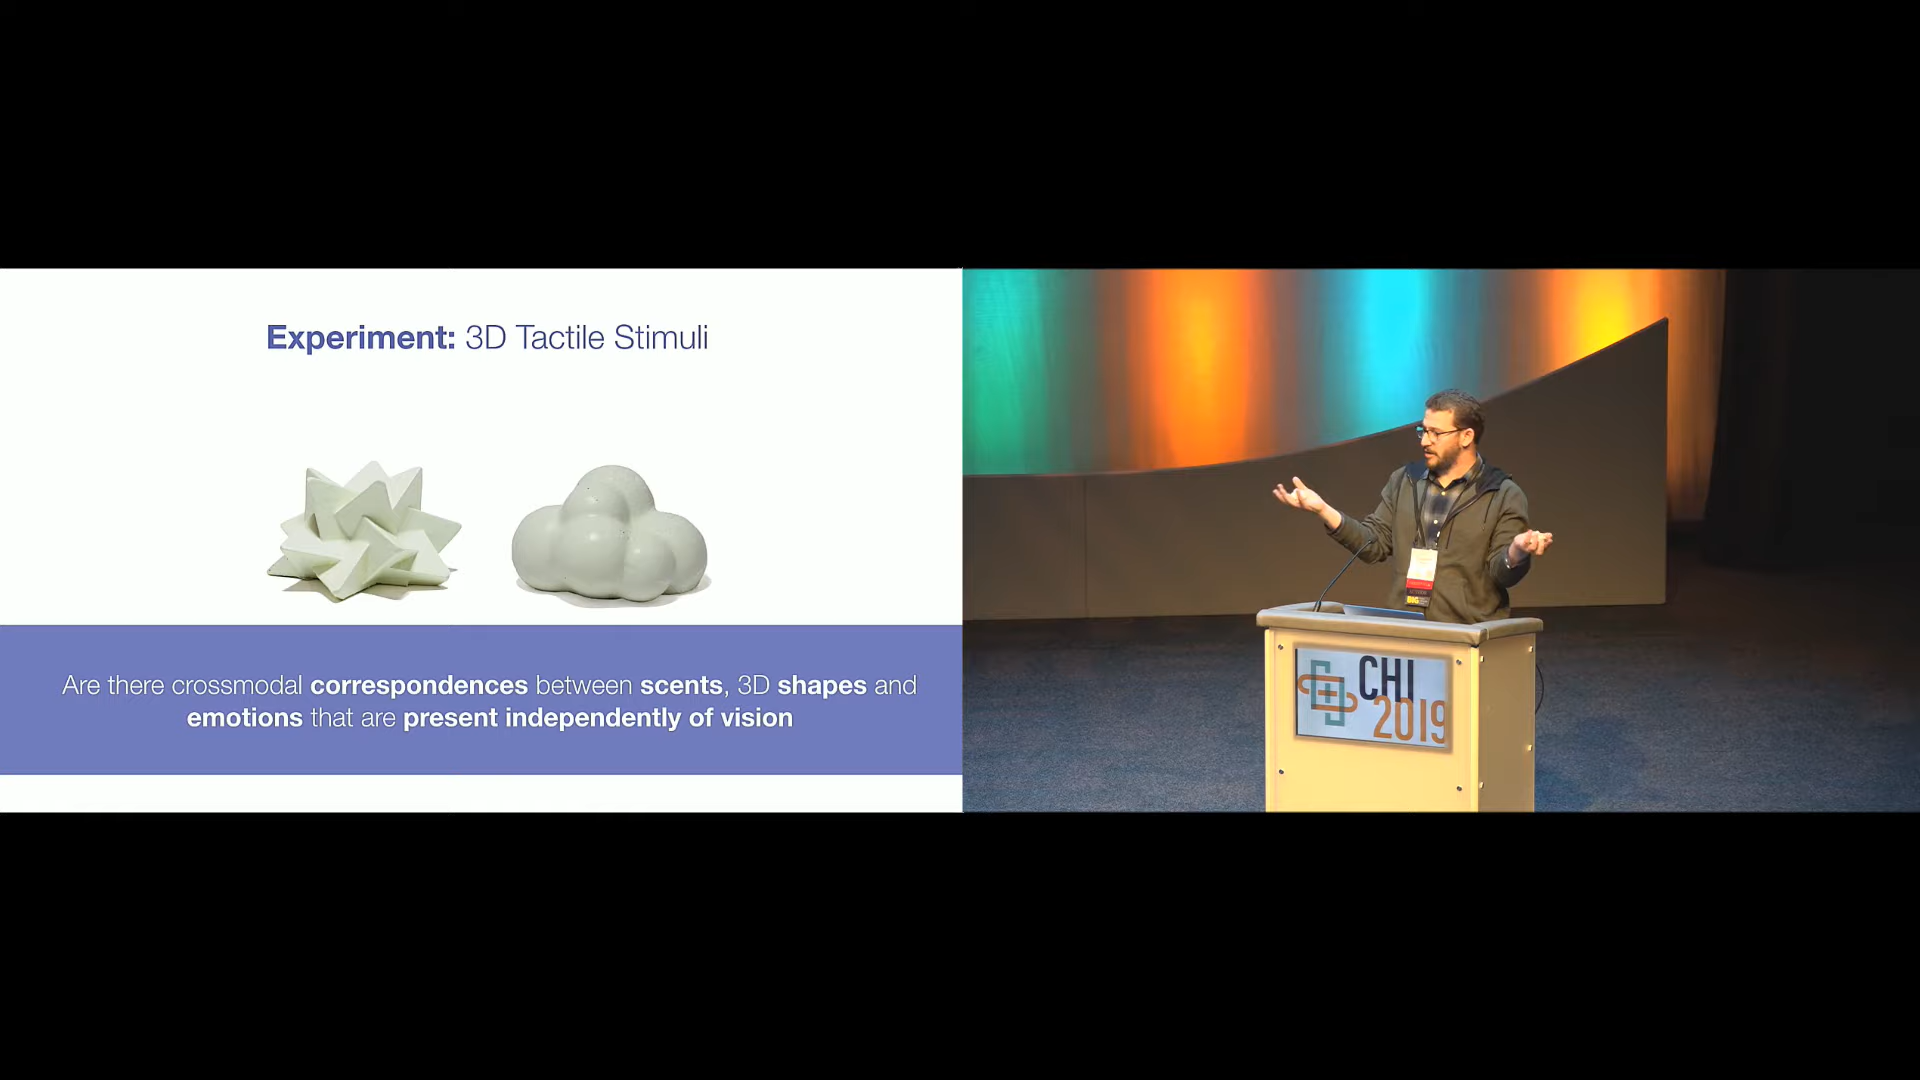 Experiment: 3D Tactile Stimuli
Are there crossmodal correspondences between scents, 3D shapes and
emotions that are present independently of vision
CHI
2019